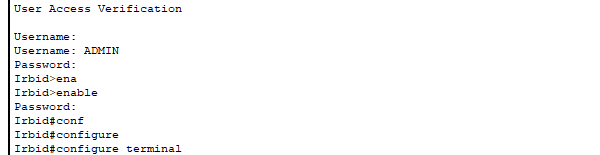 User Access Verification
Username:
Username: ADMIN
Password:
Irbid>ena
Irbid>enable
Password:
Irbid#conf
Irbid#configure
Irbid#configure terminal